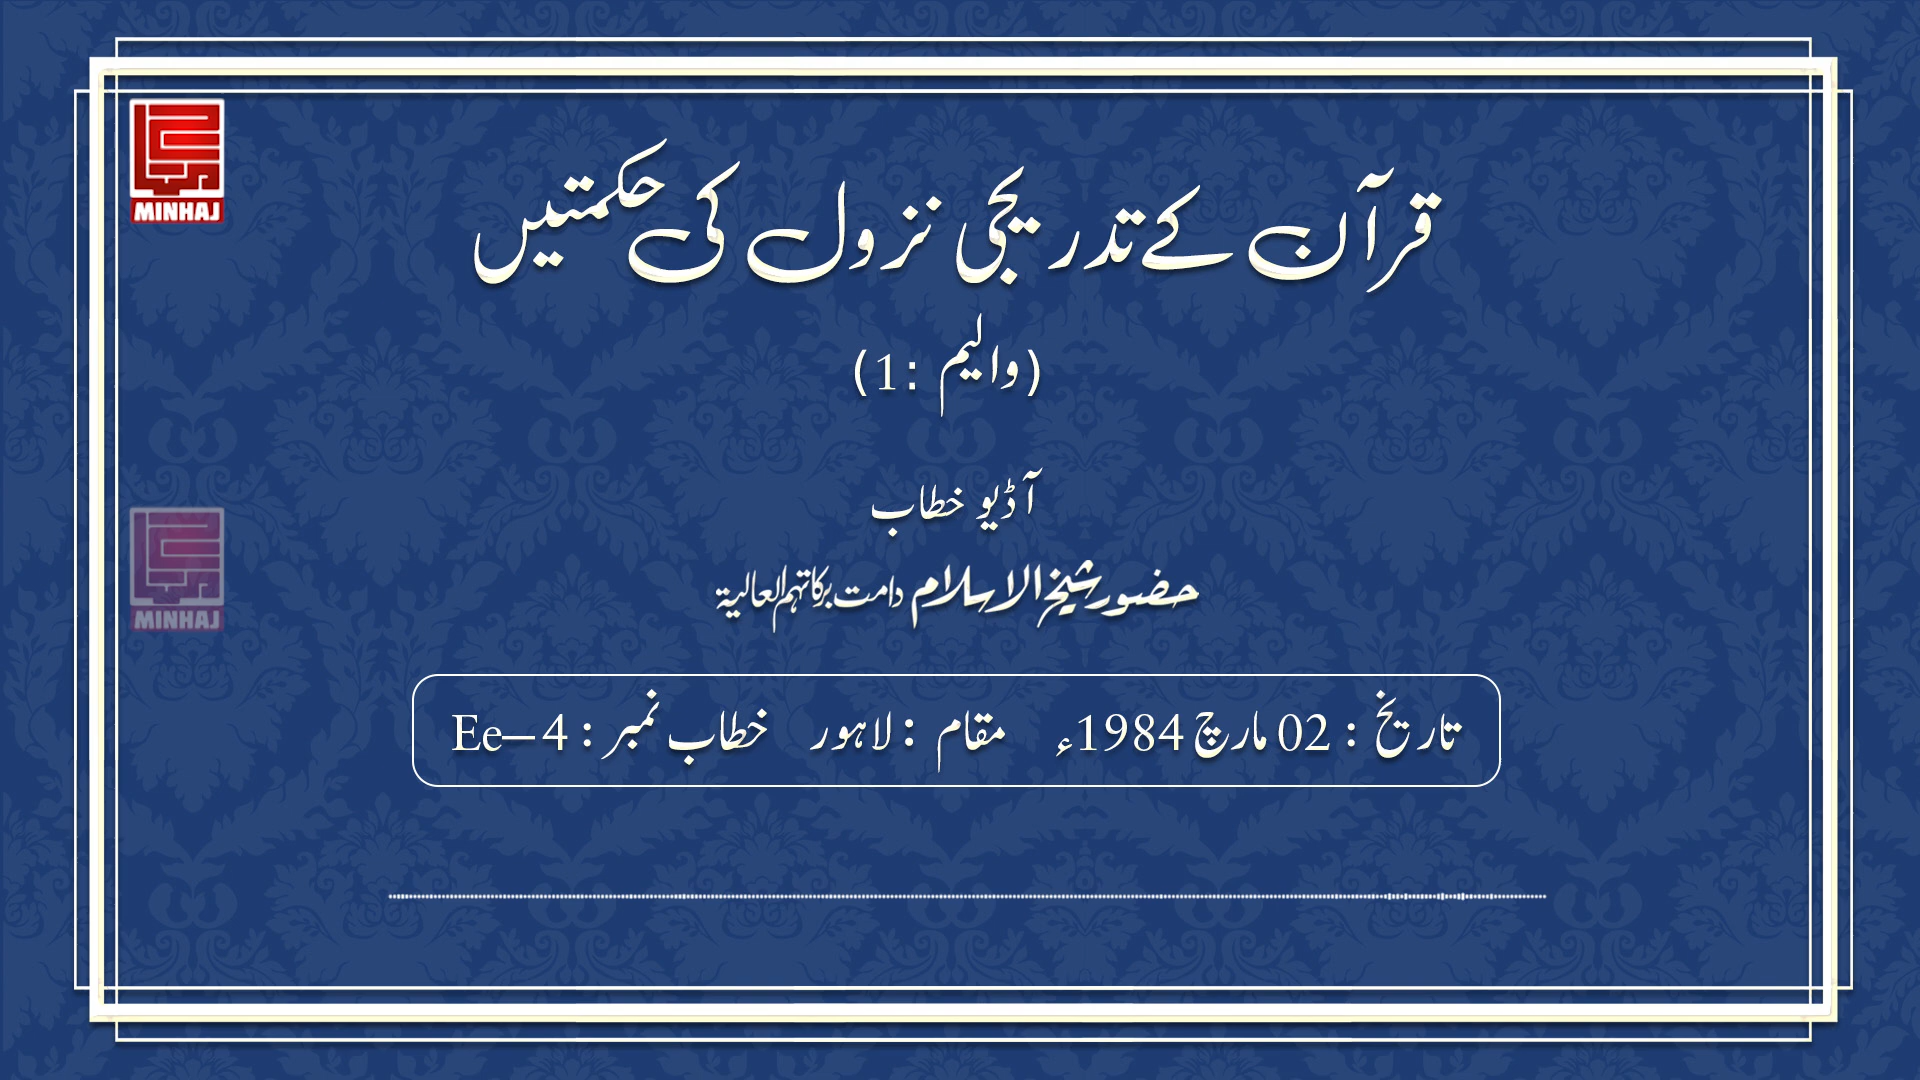 MINHAJ
قرآن کے تدریجی نزول کی حکمتیں
(والیم :1)
آڈیو خطاب
حضور شیخ الاسلام دامت برکاتہم العالیۃ
MINHAJ
تاریخ : 02 مارچ 1984ء مقام : لاہور خطاب نمبر : Ee–4